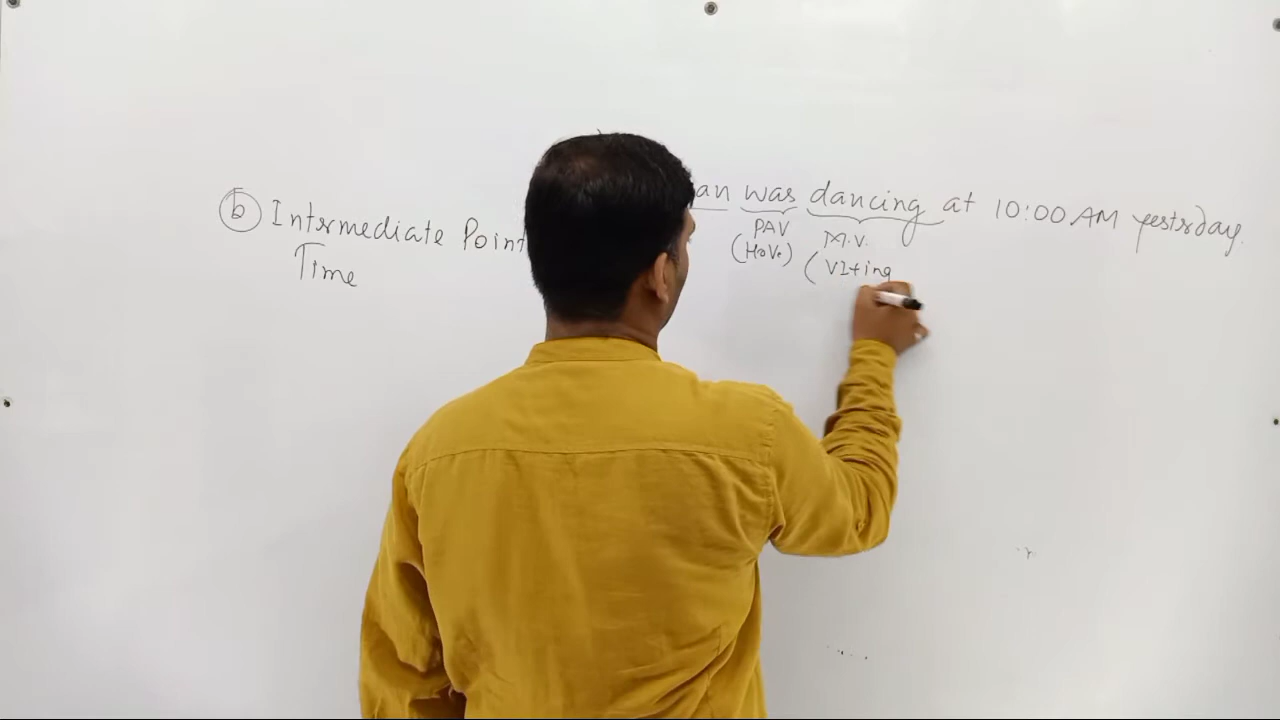 ⓑ Intermediate Point
Time
an was dancing at 10:00 AM yesterday.
PAV
(H.V.)
M.V.
(V1+ing